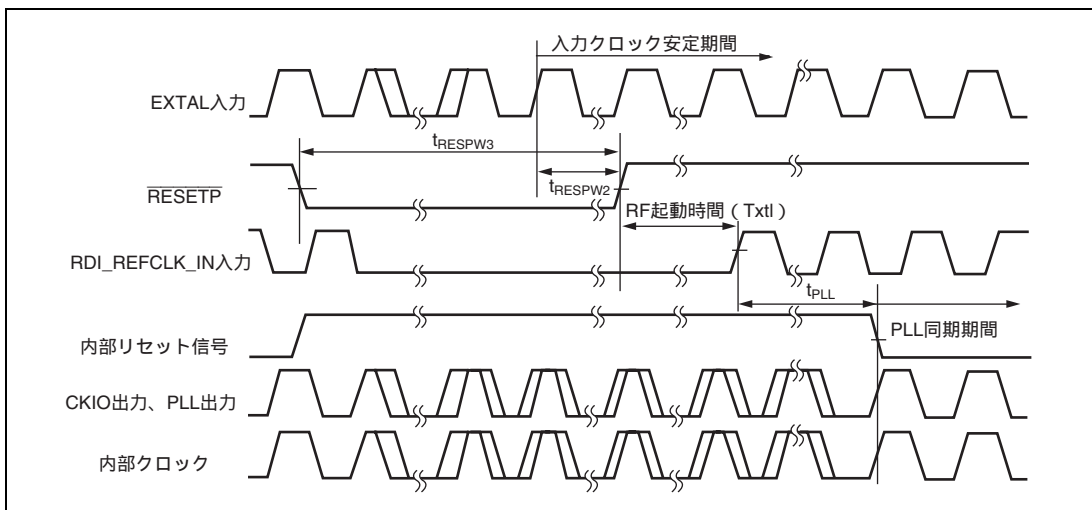 入力クロック安定期間
EXTAL入力
tRESPW3
tRESPW2
RESETP
RF起動時間（Txtl）
RDI_REFCLK_IN入力
tPLL
PLL同期期間
内部リセット信号
CKIO出力、PLL出力
内部クロック